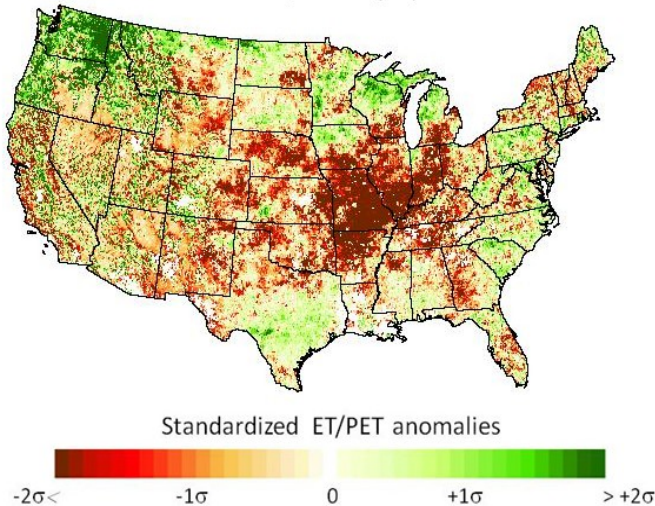 Standardized ET/PET anomalies
-2σ< -1σ 0 +1σ > +2σ